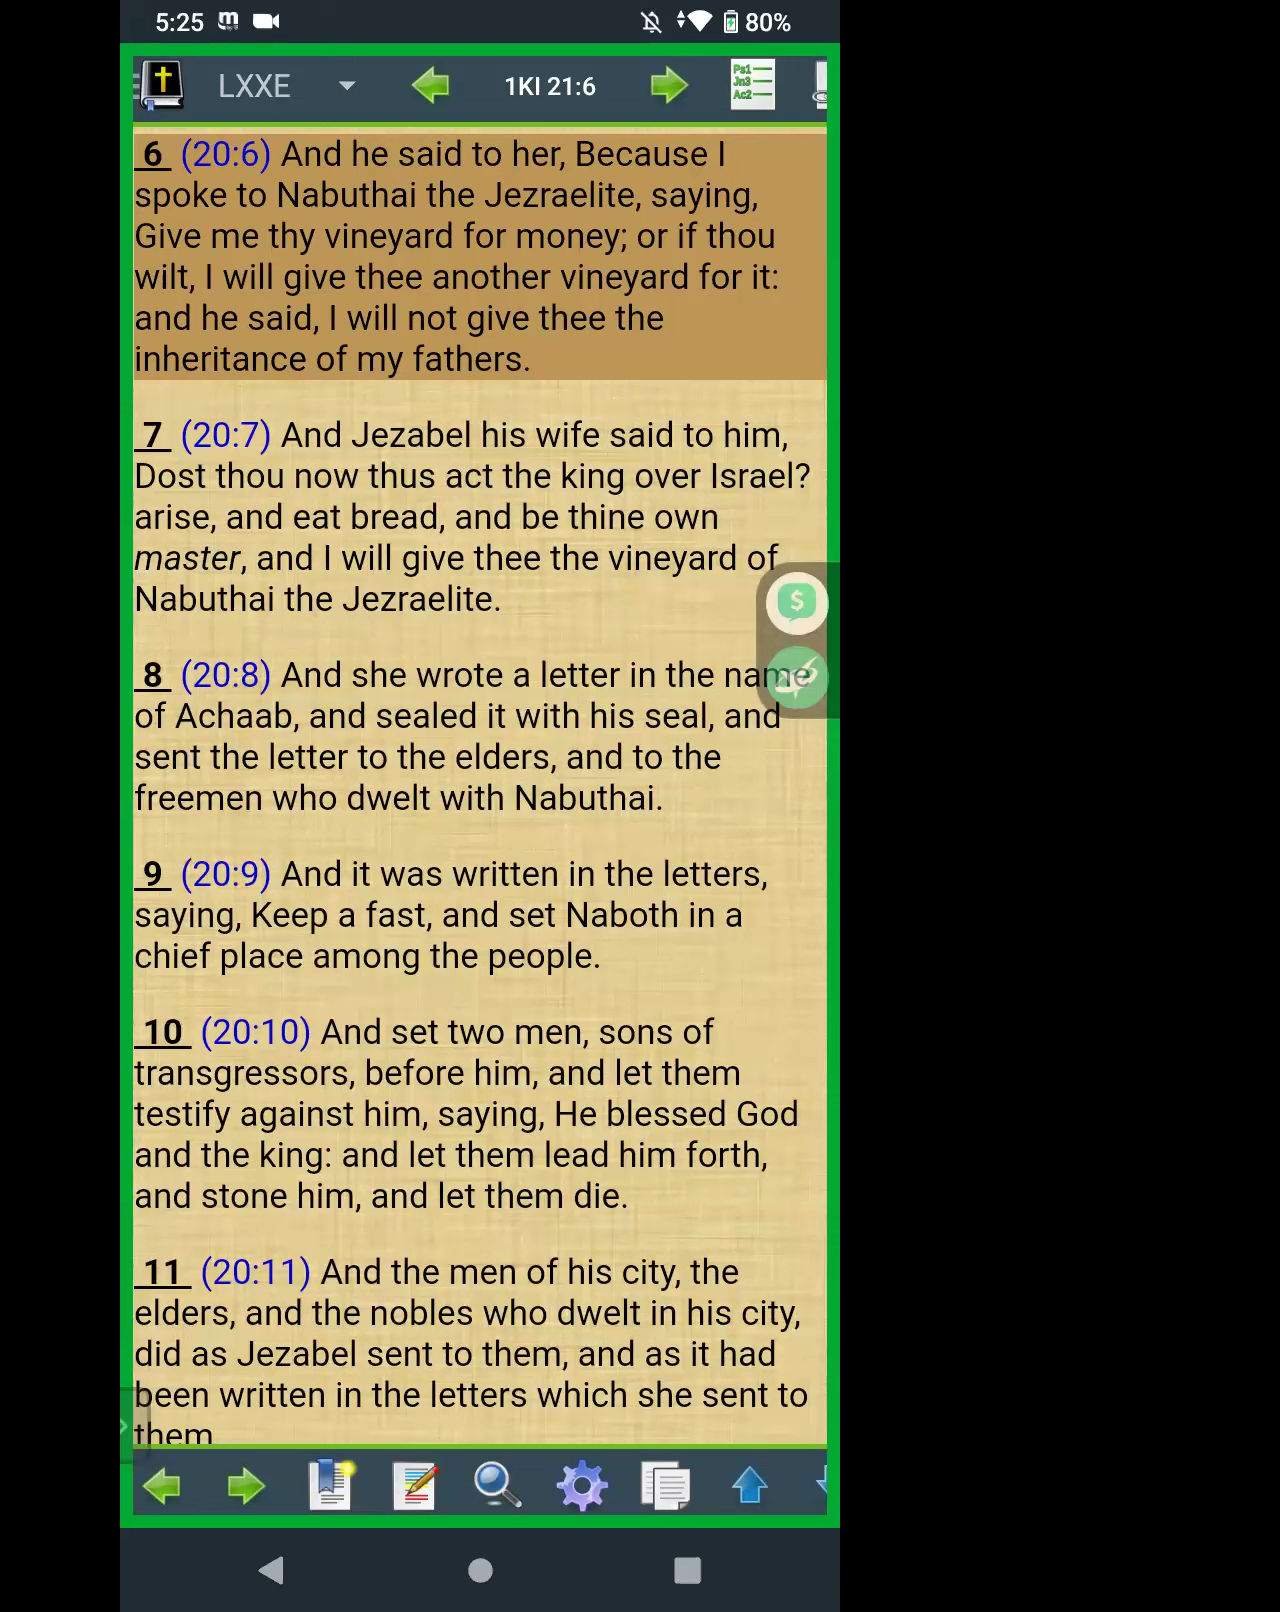 5:25 80%
LXXE 1KI 21:6 Ps1 Jn3 Ac2
6 (20:6) And he said to her, Because I
spoke to Nabuthai the Jezraelite, saying,
Give me thy vineyard for money; or if thou
wilt, I will give thee another vineyard for it:
and he said, I will not give thee the
inheritance of my fathers.
7 (20:7) And Jezabel his wife said to him,
Dost thou now thus act the king over Israel?
arise, and eat bread, and be thine own
master, and I will give thee the vineyard of
Nabuthai the Jezraelite.
8 (20:8) And she wrote a letter in the name
of Achaab, and sealed it with his seal, and
sent the letter to the elders, and to the
freemen who dwelt with Nabuthai.
9 (20:9) And it was written in the letters,
saying, Keep a fast, and set Naboth in a
chief place among the people.
10 (20:10) And set two men, sons of
transgressors, before him, and let them
testify against him, saying, He blessed God
and the king: and let them lead him forth,
and stone him, and let them die.
11 (20:11) And the men of his city, the
elders, and the nobles who dwelt in his city,
did as Jezabel sent to them, and as it had
been written in the letters which she sent to
them